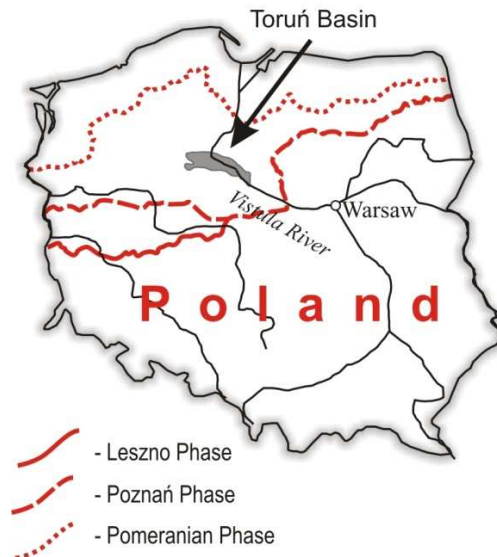 Toruń Basin
Warsaw
Vistula River
Poland
- Leszno Phase
- Poznań Phase
- Pomeranian Phase